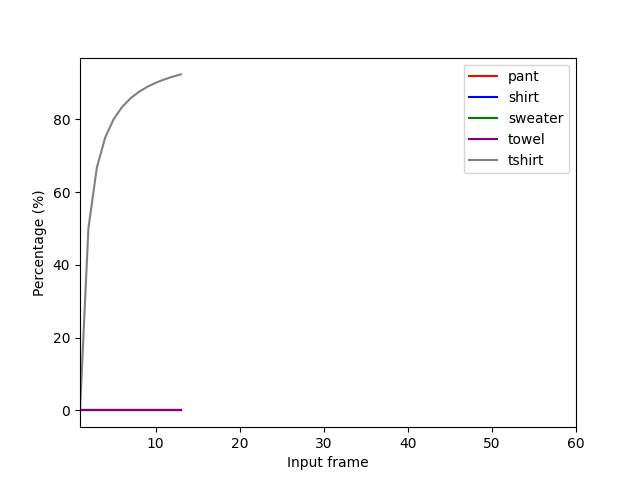 pant
shirt
sweater
towel
tshirt
Percentage (%)
80
60
40
20
0
10 20 30 40 50 60
Input frame